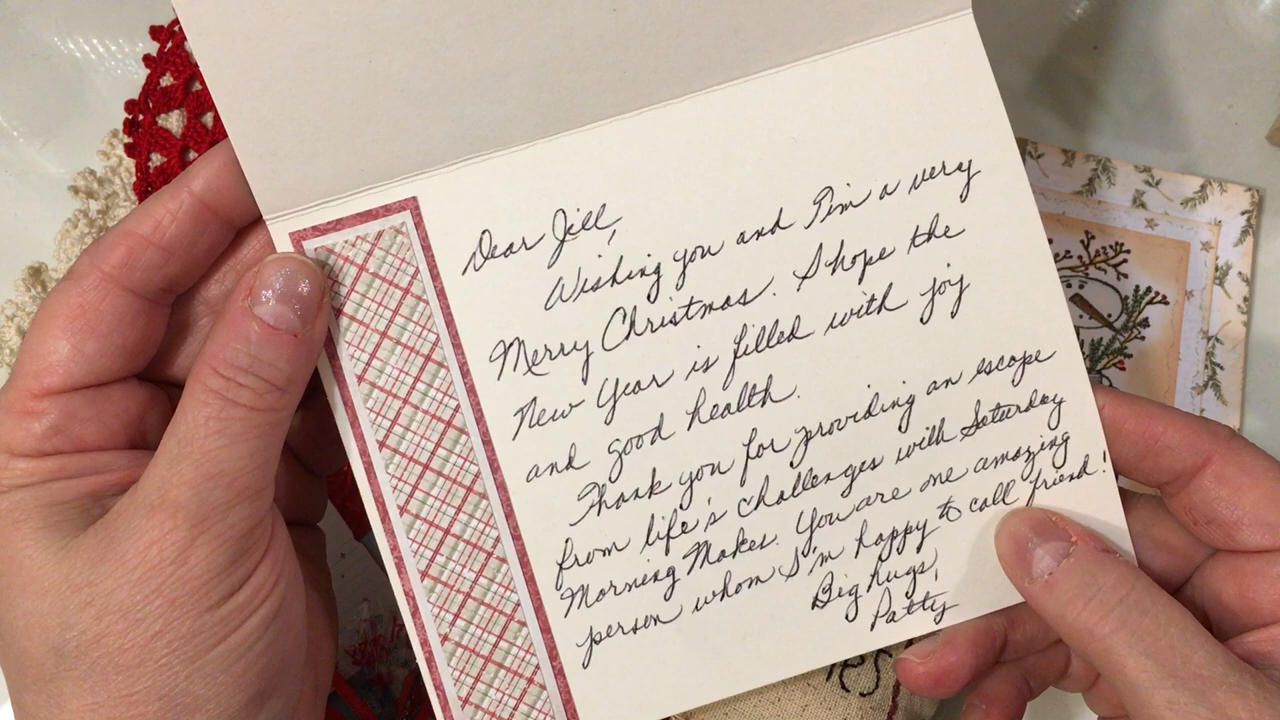 Dear Jill,
Wishing you and Tim a very
Merry Christmas. I hope the
New Year is filled with joy
and good health.
Thank you for providing an escape
from life's challenges with Saturday
Morning Makes. You are one amazing
person whom I'm happy to call friend!
Big hugs,
Patty